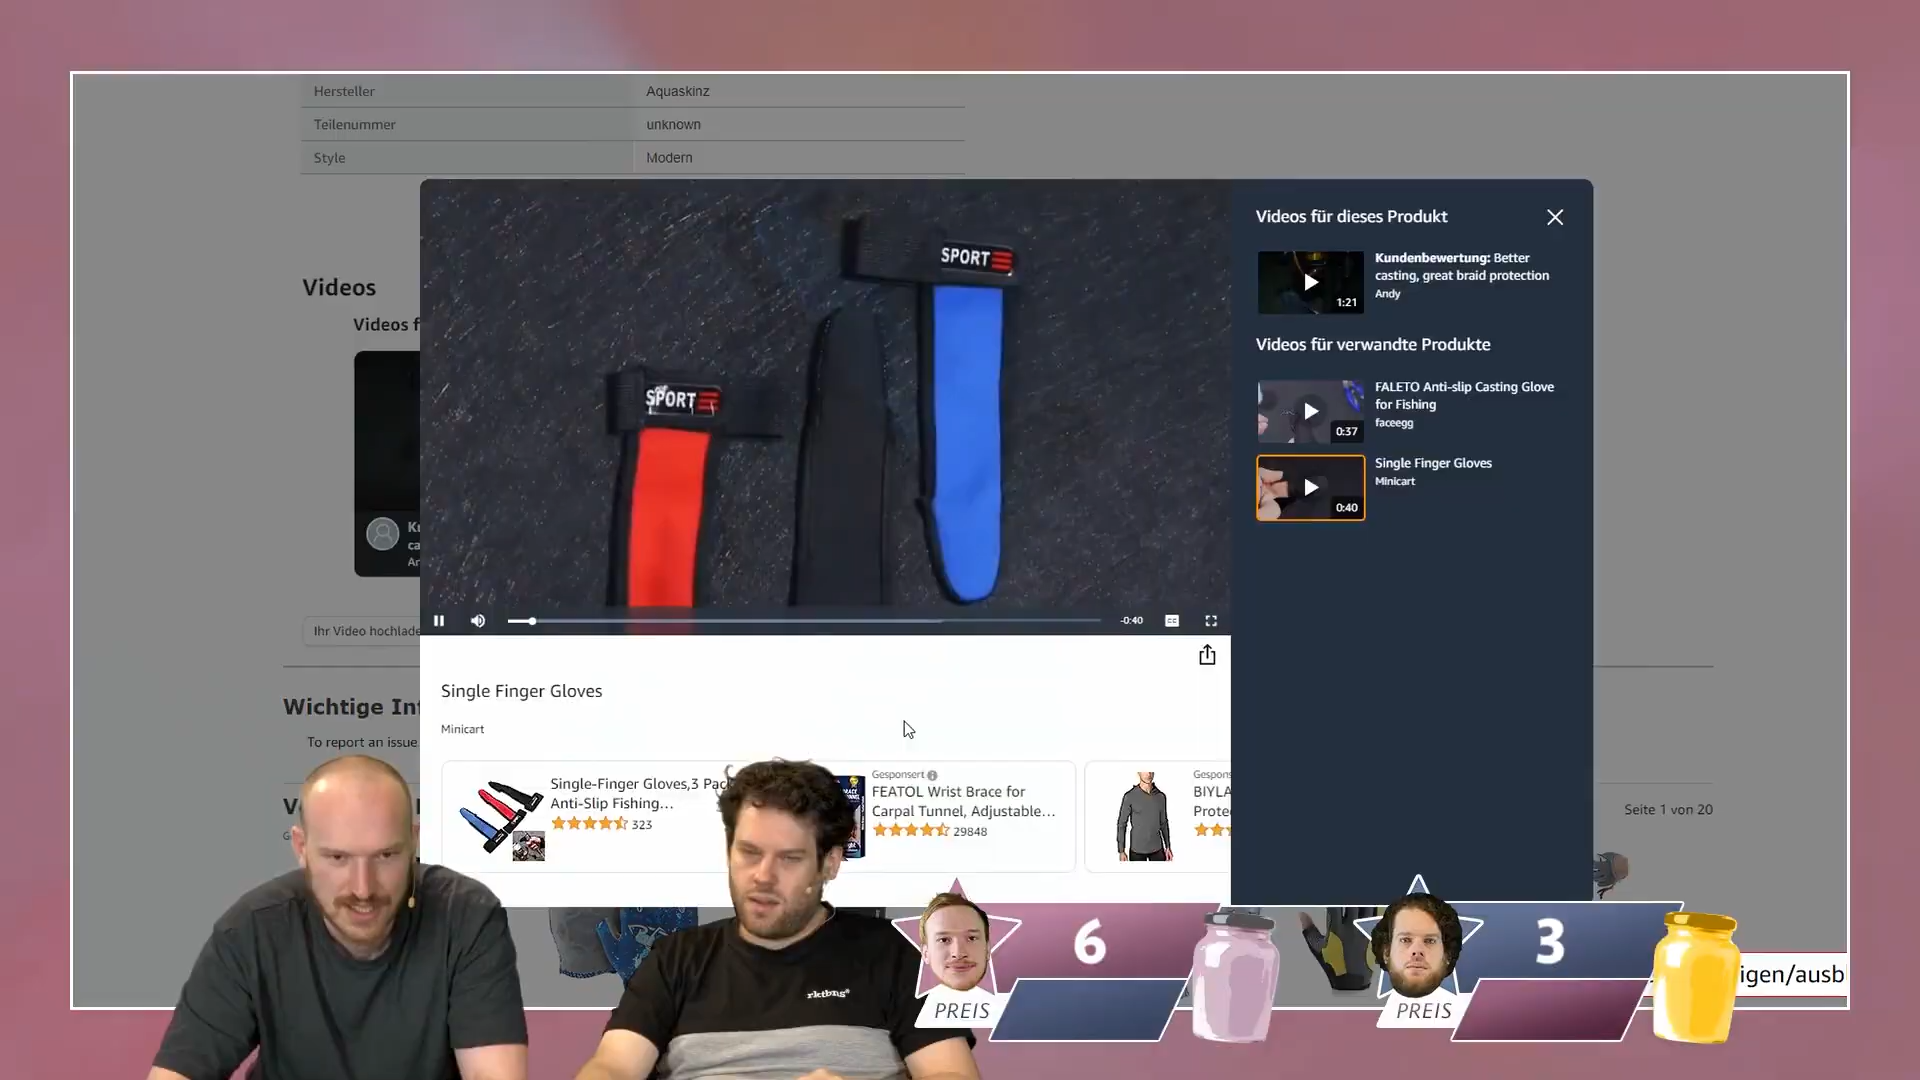 Hersteller Aquaskinz
Teilenummer unknown
Style Modern
Videos
Videos f
Ihr Video hochlade
Wichtige In
To report an issue
SPORT
SPORT
-0:40
Single Finger Gloves
Minicart
Single-Finger Gloves,3 Pac
Anti-Slip Fishing...
323
Gesponsert
FEATOL Wrist Brace for
Carpal Tunnel, Adjustable...
29848
Gespons
BIYLA
Prote
Videos für dieses Produkt
1:21
Kundenbewertung: Better
casting, great braid protection
Andy
Videos für verwandte Produkte
0:37
FALETO Anti-slip Casting Glove
for Fishing
faceegg
0:40
Single Finger Gloves
Minicart
Seite 1 von 20
rktbns
6
PREIS
3
PREIS
igen/ausb